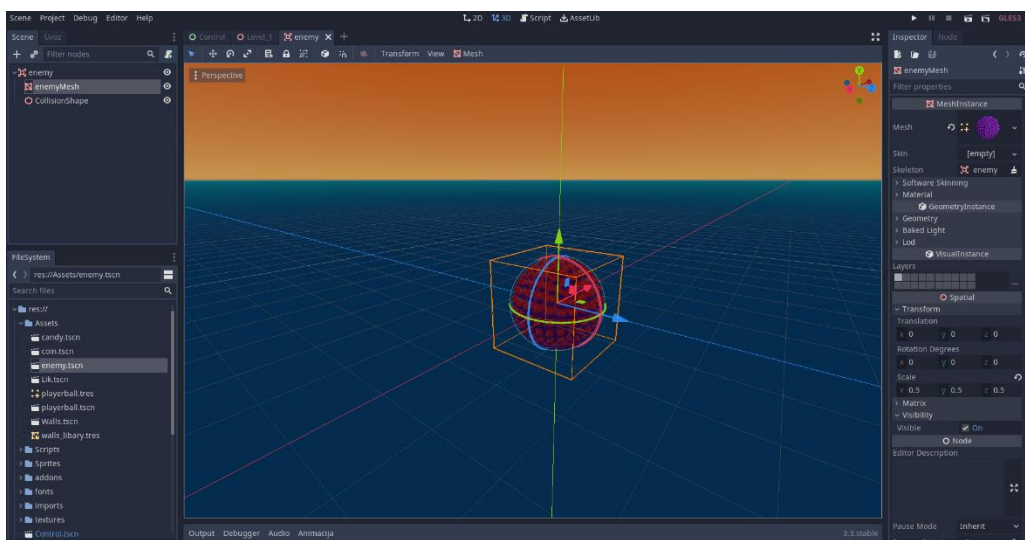 Scene Project Debug Editor Help
2D 3D Script AssetLib
GLES3
Scene Uvoz
Filter nodes
enemy
enemyMesh
CollisionShape
FileSystem
res://Assets/enemy.tscn
Search files
res://
Assets
candy.tscn
coin.tscn
enemy.tscn
Lik.tscn
playerball.tres
playerball.tscn
Walls.tscn
walls_libary.tres
Scripts
Sprites
addons
fonts
Imports
textures
Control.tscn
Control Level_1 enemy
Transform View Mesh
Perspective
Y
Output Debugger Audio Animacija 3.3.stable
Inspector Node
enemyMesh
Filter properties
MeshInstance
Mesh
Skin [empty]
Skeleton enemy
Software Skinning
Material
GeometryInstance
Geometry
Baked Light
Lod
VisualInstance
Layers
Spatial
Transform
Translation
x 0 y 0 z 0
Rotation Degrees
x 0 y 0 z 0
Scale
x 0.5 y 0.5 z 0.5
Matrix
Visibility
Visible On
Node
Editor Description
Pause Mode Inherit